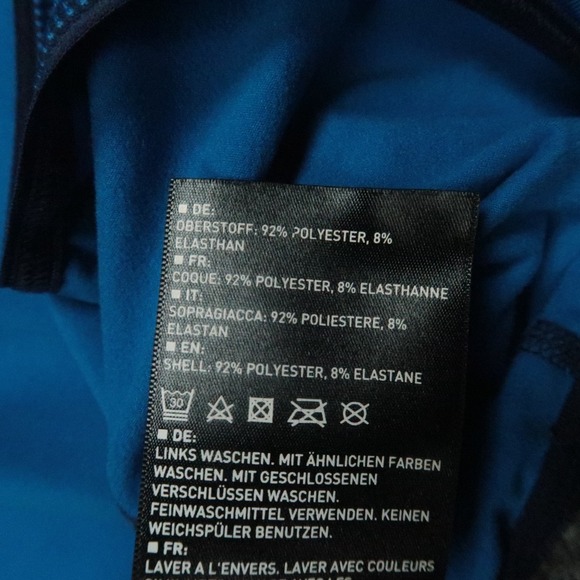 ■ DE:
OBERSTOFF: 92% POLYESTER, 8%
ELASTHAN
■ FR:
COQUE: 92% POLYESTER, 8% ELASTHANNE
■ IT:
SOPRAGIACCA: 92% POLIESTERE, 8%
ELASTAN
■ EN:
SHELL: 92% POLYESTER, 8% ELASTANE
30
■ DE:
LINKS WASCHEN. MIT ÄHNLICHEN FARBEN
WASCHEN. MIT GESCHLOSSENEN
VERSCHLÜSSEN WASCHEN.
FEINWASCHMITTEL VERWENDEN. KEINEN
WEICHSPÜLER BENUTZEN.
■ FR:
LAVER A L'ENVERS. LAVER AVEC COULEURS